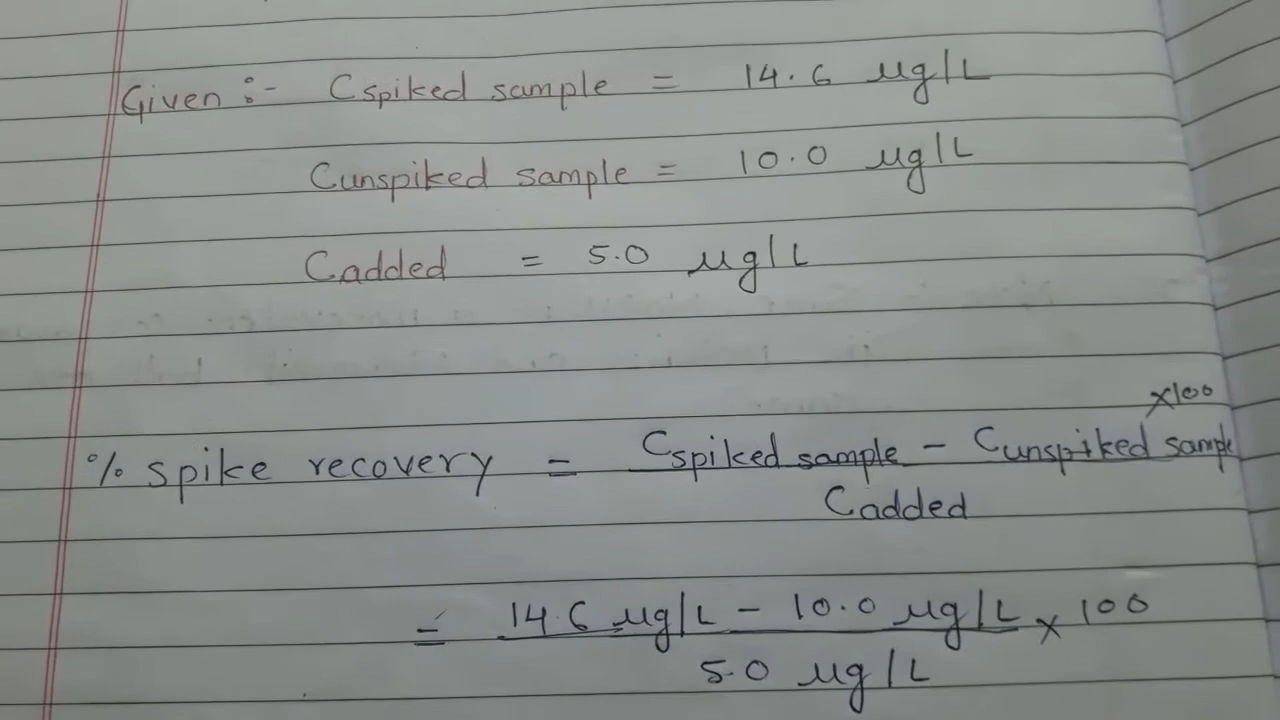 Given :- Cspiked sample = 14.6 μg/L
Cunspiked sample = 10.0 μg/L
Cadded = 5.0 μg/L
×100
% spike recovery = Cspiked sample - Cunspiked sample
Cadded
= 14.6 μg/L - 10.0 μg/L × 100
5.0 μg/L